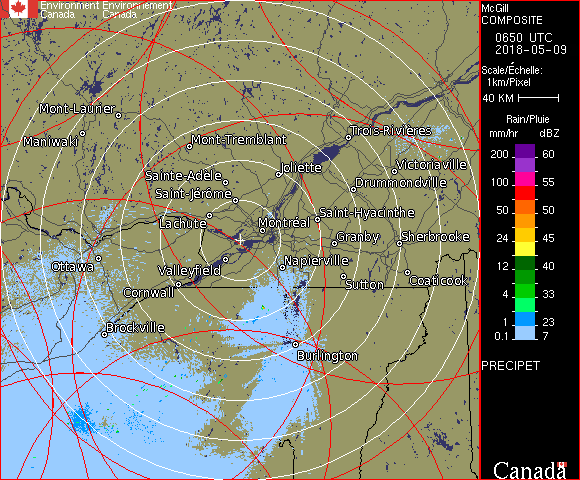 Environment Environnement
Canada Canada
McGill
COMPOSITE
0650 UTC
2018-05-09
Scale/Échelle:
1km/Pixel
40 KM
Rain/Pluie
mm/hr dBZ
200 60
100 55
50 50
24 45
12 40
4 33
1 23
0.1 7
PRECIPET
Canada
Mont-Laurier
Maniwaki
Mont-Tremblant
Trois-Rivières
Joliette
Victoriaville
Sainte-Adèle
Drummondville
Saint-Jérôme
Saint-Hyacinthe
Lachute
Montréal
Granby
Sherbrooke
Ottawa
Valleyfield
Napierville
Sutton
Coaticook
Cornwall
Brockville
Burlington